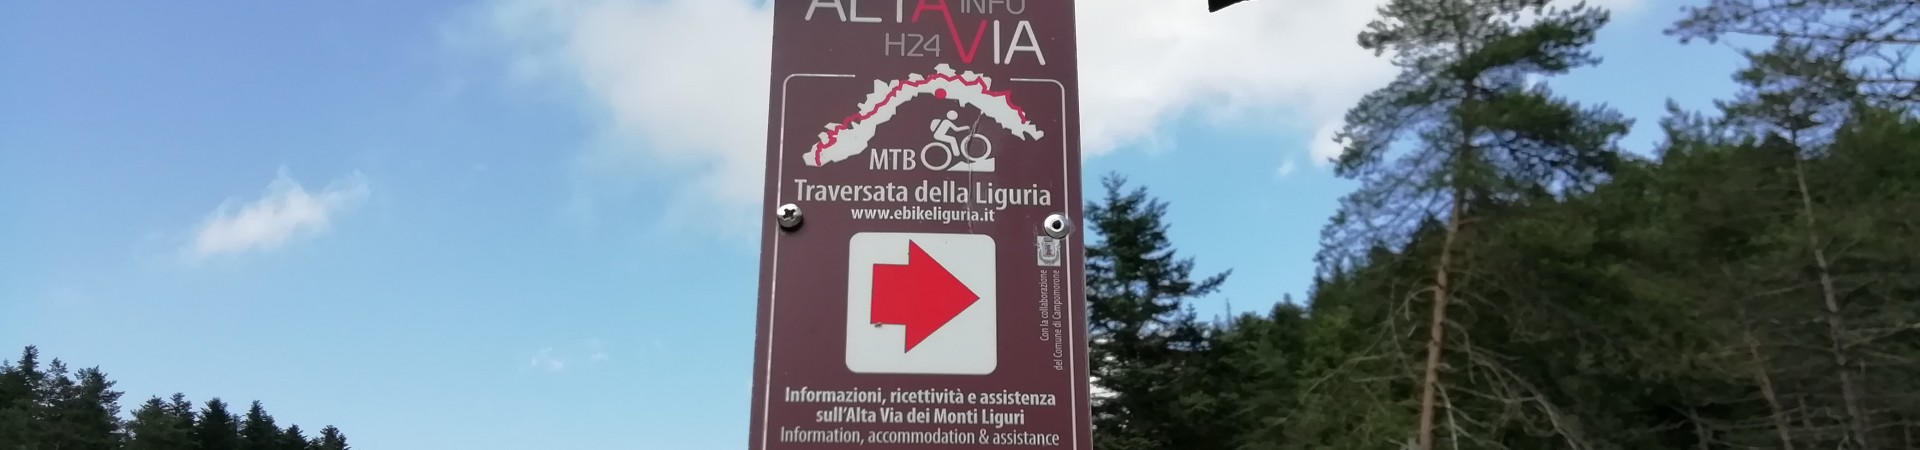 ALTA INFO
H24 VIA
MTB
Traversata della Liguria
www.ebikeliguria.it
Con la collaborazione
del Comune di Campomorone
Informazioni, ricettività e assistenza
sull'Alta Via dei Monti Liguri
Information, accommodation & assistance